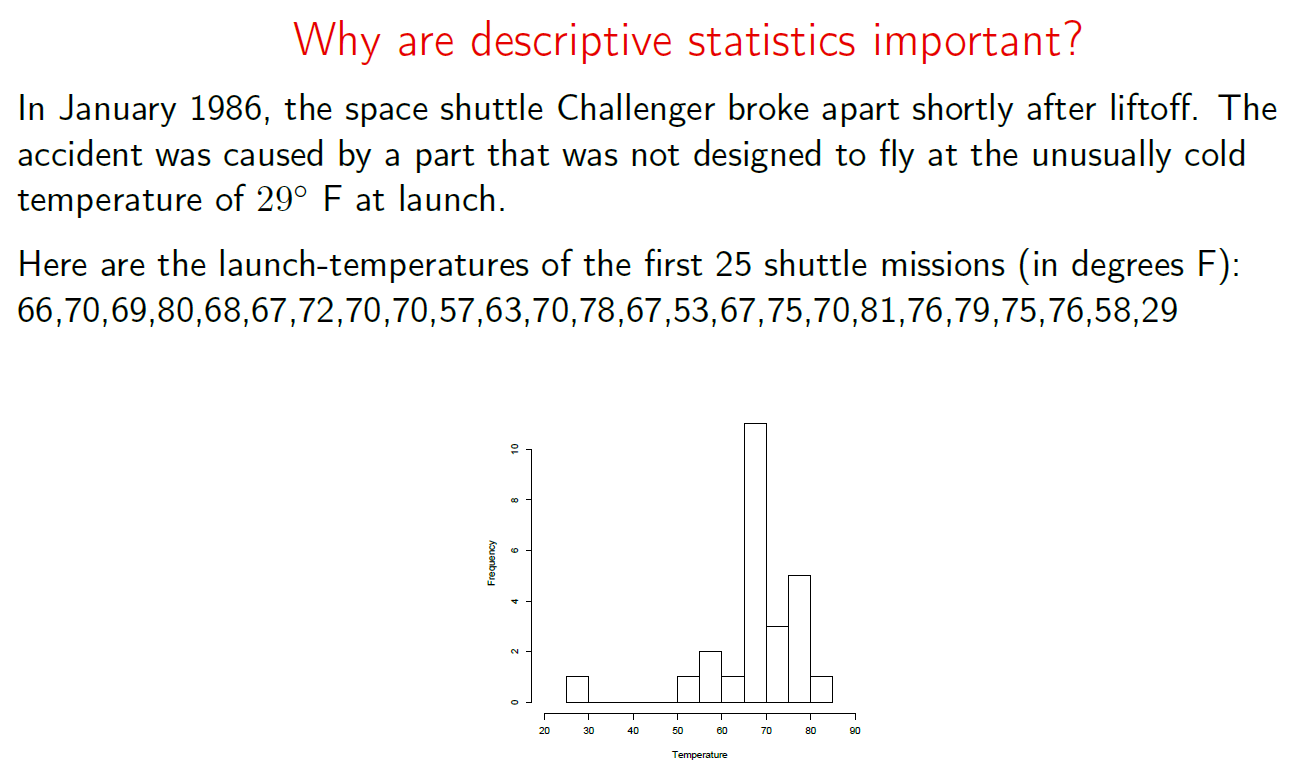 Why are descriptive statistics important?
In January 1986, the space shuttle Challenger broke apart shortly after liftoff. The
accident was caused by a part that was not designed to fly at the unusually cold
temperature of 29° F at launch.
Here are the launch-temperatures of the first 25 shuttle missions (in degrees F):
66,70,69,80,68,67,72,70,70,57,63,70,78,67,53,67,75,70,81,76,79,75,76,58,29
10
8
6
4
2
0
Frequency
20 30 40 50 60 70 80 90
Temperature